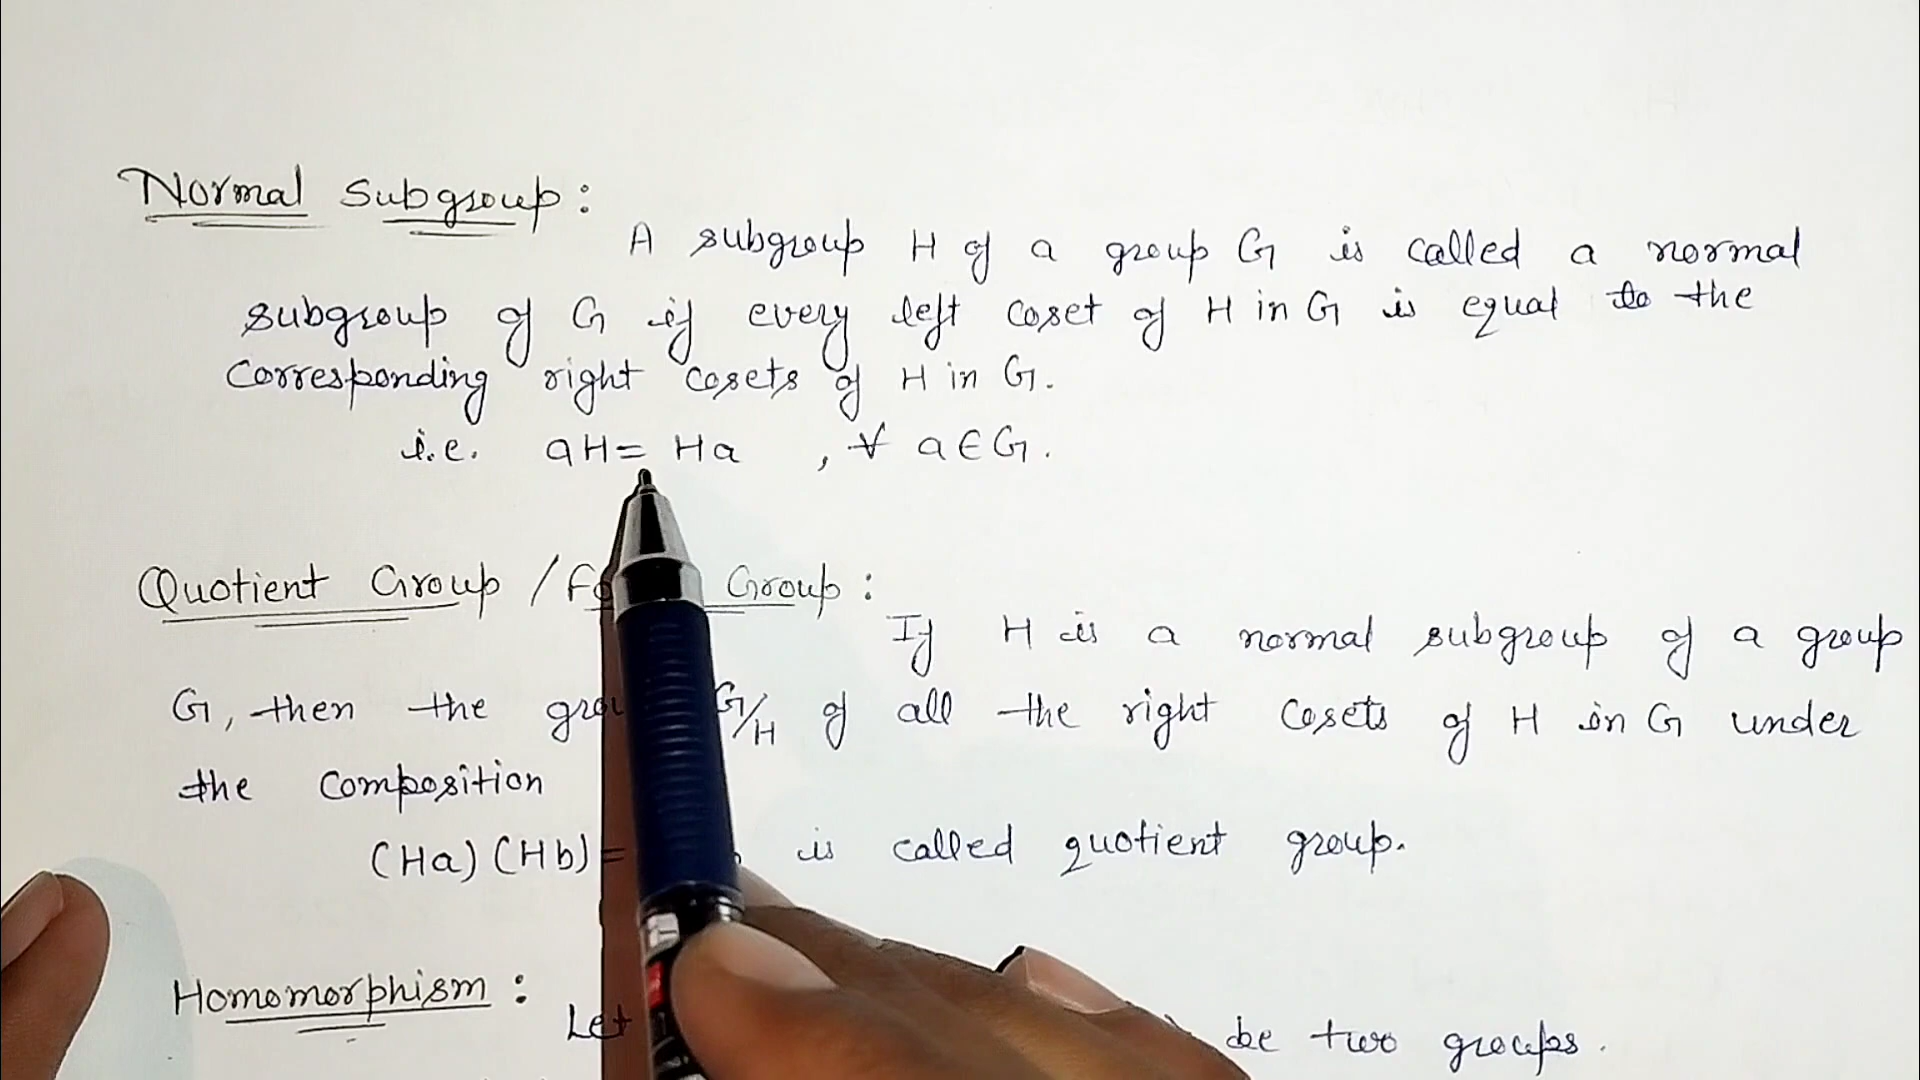 Normal Subgroup:
A subgroup H of a group G is called a normal
subgroup of G if every left coset of H in G is equal to the
corresponding right cosets of H in G.
i.e. aH = Ha , ∀ a ∈ G.
Quotient Group / Group:
If H is a normal subgroup of a group
G, then the G/H of all the right cosets of H in G under
the composition
(Ha)(Hb) = is called quotient group.
Homomorphism:
Let be two groups.